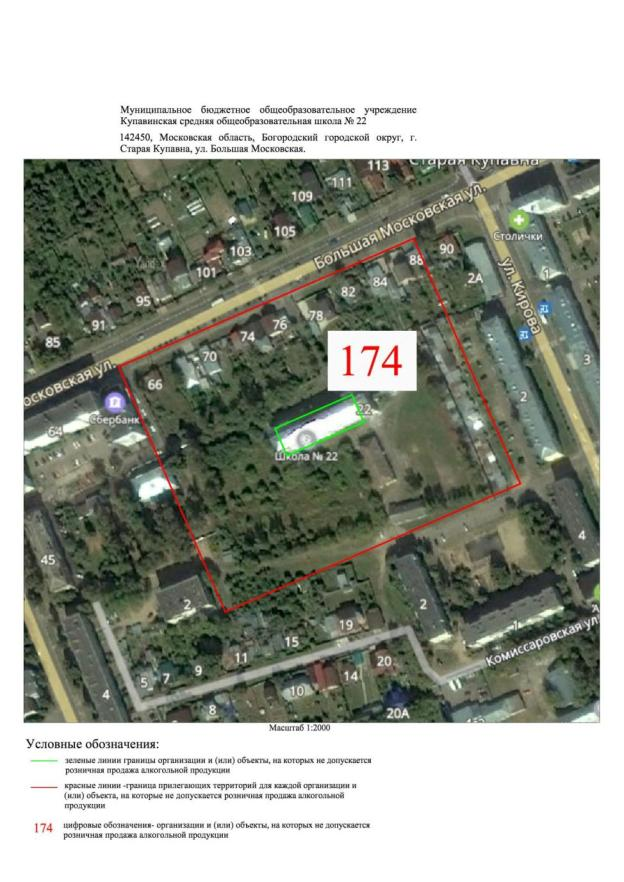 Муниципальное бюджетное общеобразовательное учреждение
Купавинская средняя общеобразовательная школа № 22
142450, Московская область, Богородский городской округ, г.
Старая Купавна, ул. Большая Московская.
113
Старая Купавна
111
109
105
Большая Московская ул.
103
Yandex
101
90
88
Столички
84
2А
1
82
95
ул. Кирова
91
78
76
74
85
70
3
174
66
Московская ул.
2
Сбербанк
22
64
Школа № 22
4
45
2
2
1
19
15
Комиссаровская ул.
11
20
9
14
7
5
10
4
8
20А
Масштаб 1:2000
Условные обозначения:
зеленые линии границы организации и (или) объекты, на которых не допускается
розничная продажа алкогольной продукции
красные линии -граница прилегающих территорий для каждой организации и
(или) объекта, на которые не допускается розничная продажа алкогольной
продукции
174 цифровые обозначения- организации и (или) объекты, на которых не допускается
розничная продажа алкогольной продукции